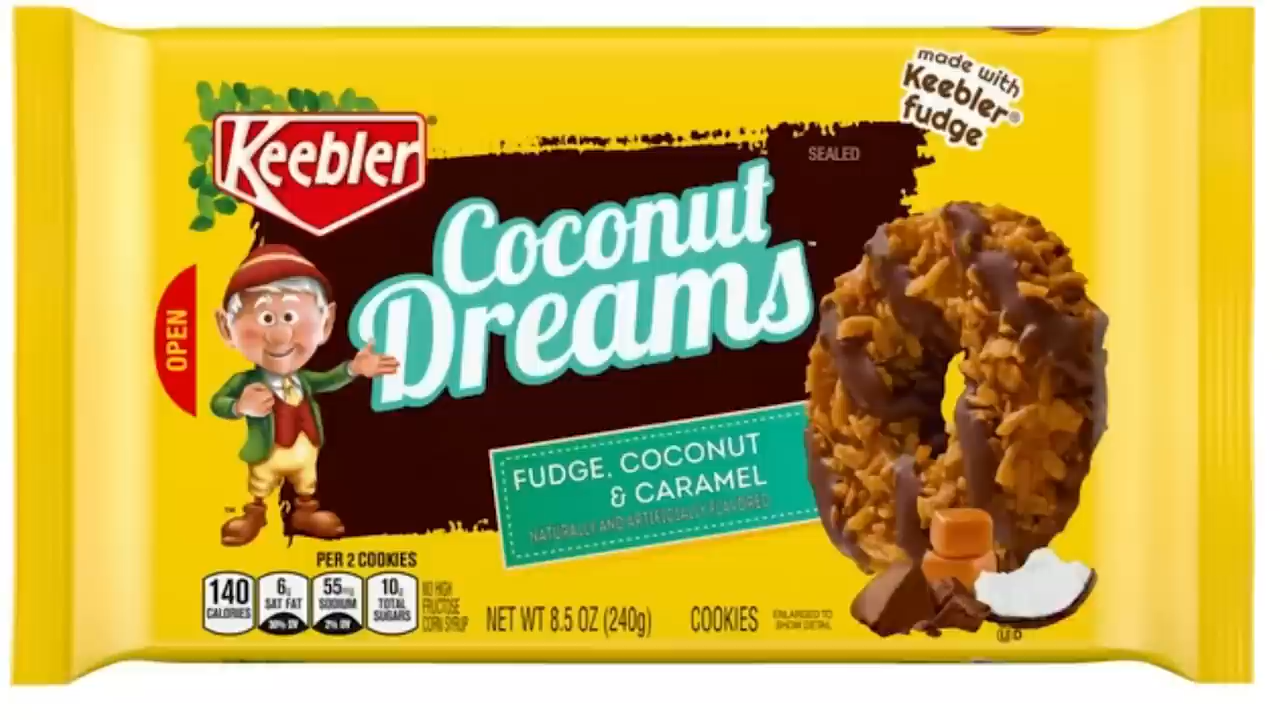 made with
Keebler®
fudge
Keebler®
SEALED
Coconut
Dreams™
OPEN
FUDGE, COCONUT
& CARAMEL
NATURALLY AND ARTIFICIALLY FLAVORED
™
PER 2 COOKIES
140
CALORIES
6g
SAT FAT
30% DV
55mg
SODIUM
2% DV
10g
TOTAL
SUGARS
NO HIGH
FRUCTOSE
CORN SYRUP
NET WT 8.5 OZ (240g)
COOKIES
ENLARGED TO
SHOW DETAIL